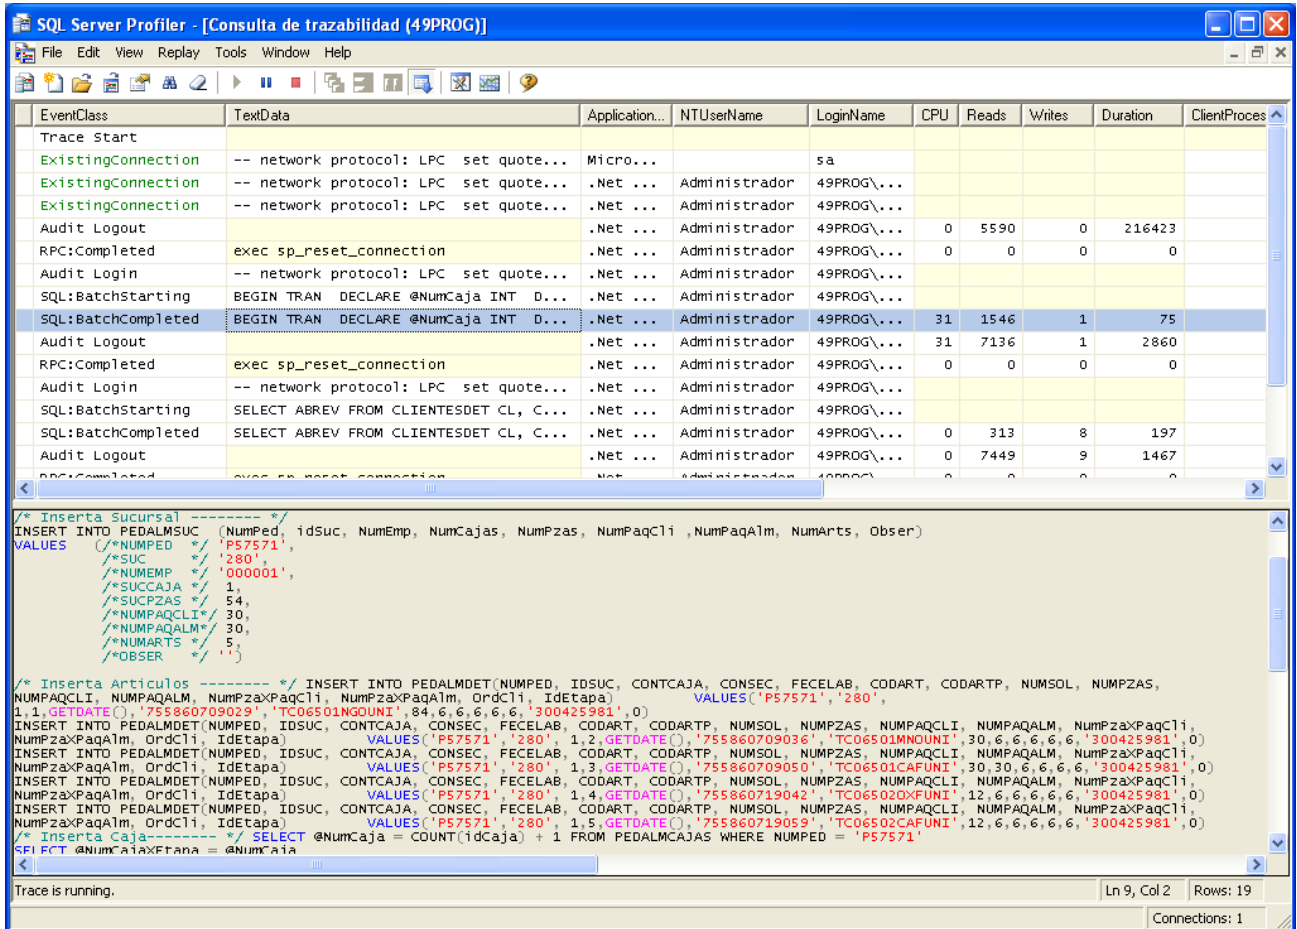 SQL Server Profiler - [Consulta de trazabilidad (49PROG)]
File Edit View Replay Tools Window Help
EventClass TextData Application... NTUserName LoginName CPU Reads Writes Duration ClientProces
Trace Start
ExistingConnection -- network protocol: LPC set quote... Micro... sa
ExistingConnection -- network protocol: LPC set quote... .Net ... Administrador 49PROG\...
ExistingConnection -- network protocol: LPC set quote... .Net ... Administrador 49PROG\...
Audit Logout .Net ... Administrador 49PROG\... 0 5590 0 216423
RPC:Completed exec sp_reset_connection .Net ... Administrador 49PROG\... 0 0 0 0
Audit Login -- network protocol: LPC set quote... .Net ... Administrador 49PROG\...
SQL:BatchStarting BEGIN TRAN DECLARE @NumCaja INT D... .Net ... Administrador 49PROG\...
SQL:BatchCompleted BEGIN TRAN DECLARE @NumCaja INT D... .Net ... Administrador 49PROG\... 31 1546 1 75
Audit Logout .Net ... Administrador 49PROG\... 31 7136 1 2860
RPC:Completed exec sp_reset_connection .Net ... Administrador 49PROG\... 0 0 0 0
Audit Login -- network protocol: LPC set quote... .Net ... Administrador 49PROG\...
SQL:BatchStarting SELECT ABREV FROM CLIENTESDET CL, C... .Net ... Administrador 49PROG\...
SQL:BatchCompleted SELECT ABREV FROM CLIENTESDET CL, C... .Net ... Administrador 49PROG\... 0 313 8 197
Audit Logout .Net ... Administrador 49PROG\... 0 7449 9 1467
RPC:Completed exec sp_reset_connection .Net ... Administrador 49PROG\... 0 0 0 0
/* Inserta Sucursal -------- */
INSERT INTO PEDALMSUC (NumPed, idSuc, NumEmp, NumCajas, NumPzas, NumPaqCli ,NumPaqAlm, NumArts, Obser)
VALUES (/*NUMPED */ 'P57571',
/*SUC */ '280',
/*NUMEMP */ '000001',
/*SUCCAJA */ 1,
/*SUCPZAS */ 54,
/*NUMPAQCLI*/ 30,
/*NUMPAQALM*/ 30,
/*NUMARTS */ 5,
/*OBSER */ '')
/* Inserta Articulos -------- */ INSERT INTO PEDALMDET(NUMPED, IDSUC, CONTCAJA, CONSEC, FECELAB, CODART, CODARTP, NUMSOL, NUMPZAS,
NUMPAQCLI, NUMPAQALM, NumPzaXPaqCli, NumPzaXPaqAlm, OrdCli, IdEtapa) VALUES('P57571','280',
1,1,GETDATE(),'755860709029','TC06501NGOUNI',84,6,6,6,6,6,'300425981',0)
INSERT INTO PEDALMDET(NUMPED, IDSUC, CONTCAJA, CONSEC, FECELAB, CODART, CODARTP, NUMSOL, NUMPZAS, NUMPAQCLI, NUMPAQALM, NumPzaXPaqCli,
NumPzaXPaqAlm, OrdCli, IdEtapa) VALUES('P57571','280', 1,2,GETDATE(),'755860709036','TC06501MNOUNI',30,6,6,6,6,6,'300425981',0)
INSERT INTO PEDALMDET(NUMPED, IDSUC, CONTCAJA, CONSEC, FECELAB, CODART, CODARTP, NUMSOL, NUMPZAS, NUMPAQCLI, NUMPAQALM, NumPzaXPaqCli,
NumPzaXPaqAlm, OrdCli, IdEtapa) VALUES('P57571','280', 1,3,GETDATE(),'755860709050','TC06501CAFUNI',30,30,6,6,6,6,'300425981',0)
INSERT INTO PEDALMDET(NUMPED, IDSUC, CONTCAJA, CONSEC, FECELAB, CODART, CODARTP, NUMSOL, NUMPZAS, NUMPAQCLI, NUMPAQALM, NumPzaXPaqCli,
NumPzaXPaqAlm, OrdCli, IdEtapa) VALUES('P57571','280', 1,4,GETDATE(),'755860719042','TC06502OXFUNI',12,6,6,6,6,6,'300425981',0)
INSERT INTO PEDALMDET(NUMPED, IDSUC, CONTCAJA, CONSEC, FECELAB, CODART, CODARTP, NUMSOL, NUMPZAS, NUMPAQCLI, NUMPAQALM, NumPzaXPaqCli,
NumPzaXPaqAlm, OrdCli, IdEtapa) VALUES('P57571','280', 1,5,GETDATE(),'755860719059','TC06502CAFUNI',12,6,6,6,6,6,'300425981',0)
/* Inserta Caja-------- */ SELECT @NumCaja = COUNT(idCaja) + 1 FROM PEDALMCAJAS WHERE NUMPED = 'P57571'
SELECT @NumCajaXEtapa = @NumCaja
Trace is running. Ln 9, Col 2 Rows: 19
Connections: 1